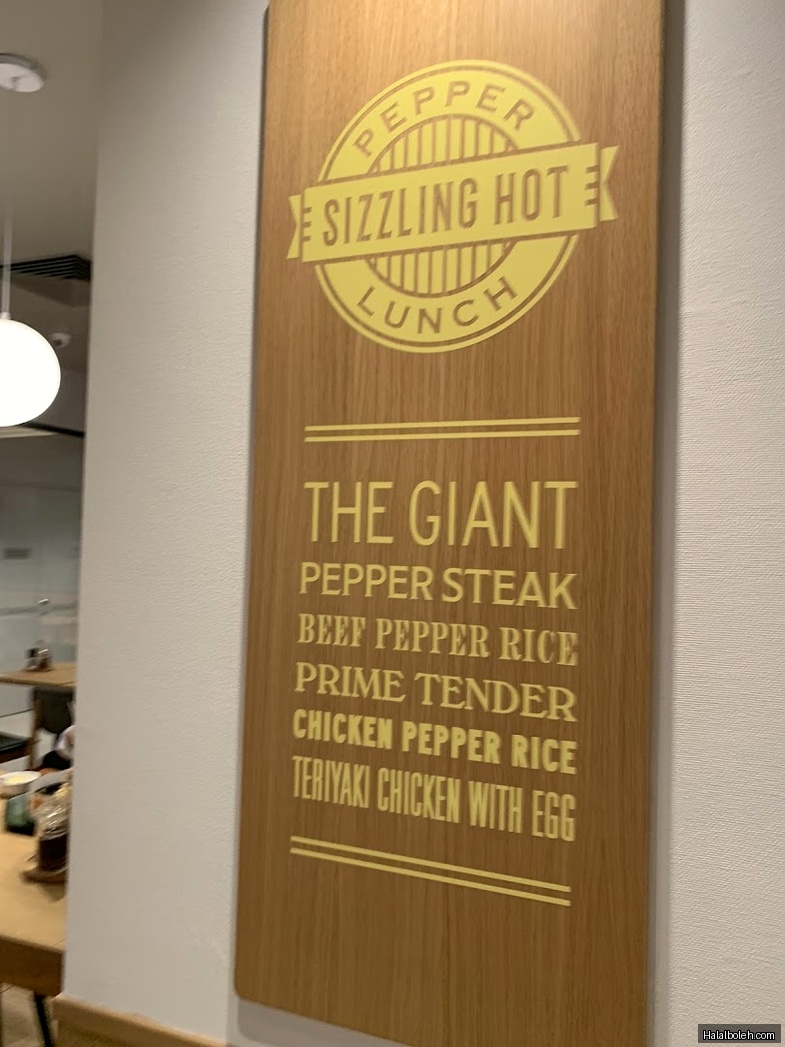 PEPPER
SIZZLING HOT
LUNCH
THE GIANT
PEPPER STEAK
BEEF PEPPER RICE
PRIME TENDER
CHICKEN PEPPER RICE
TERIYAKI CHICKEN WITH EGG
Halalboleh.com